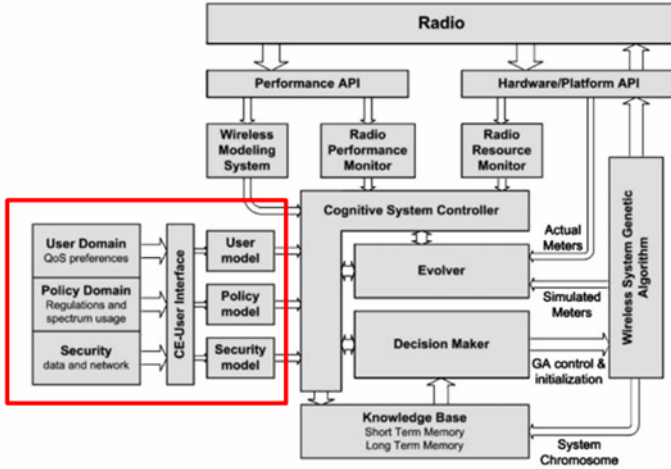 Radio
Performance API
Hardware/Platform API
Wireless
Modeling
System
Radio
Performance
Monitor
Radio
Resource
Monitor
Cognitive System Controller
User Domain
QoS preferences
Policy Domain
Regulations and
spectrum usage
Security
data and network
CE-User Interface
User
model
Policy
model
Security
model
Evolver
Actual
Meters
Simulated
Meters
Wireless System Genetic
Algorithm
Decision Maker
GA control &
initialization
Knowledge Base
Short Term Memory
Long Term Memory
System
Chromosome